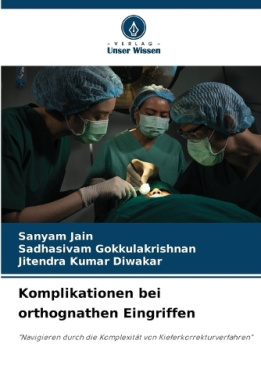 VERLAG
Unser Wissen
Sanyam Jain
Sadhasivam Gokkulakrishnan
Jitendra Kumar Diwakar
Komplikationen bei
orthognathen Eingriffen
"Navigieren durch die Komplexität von Kieferkorrekturverfahren"